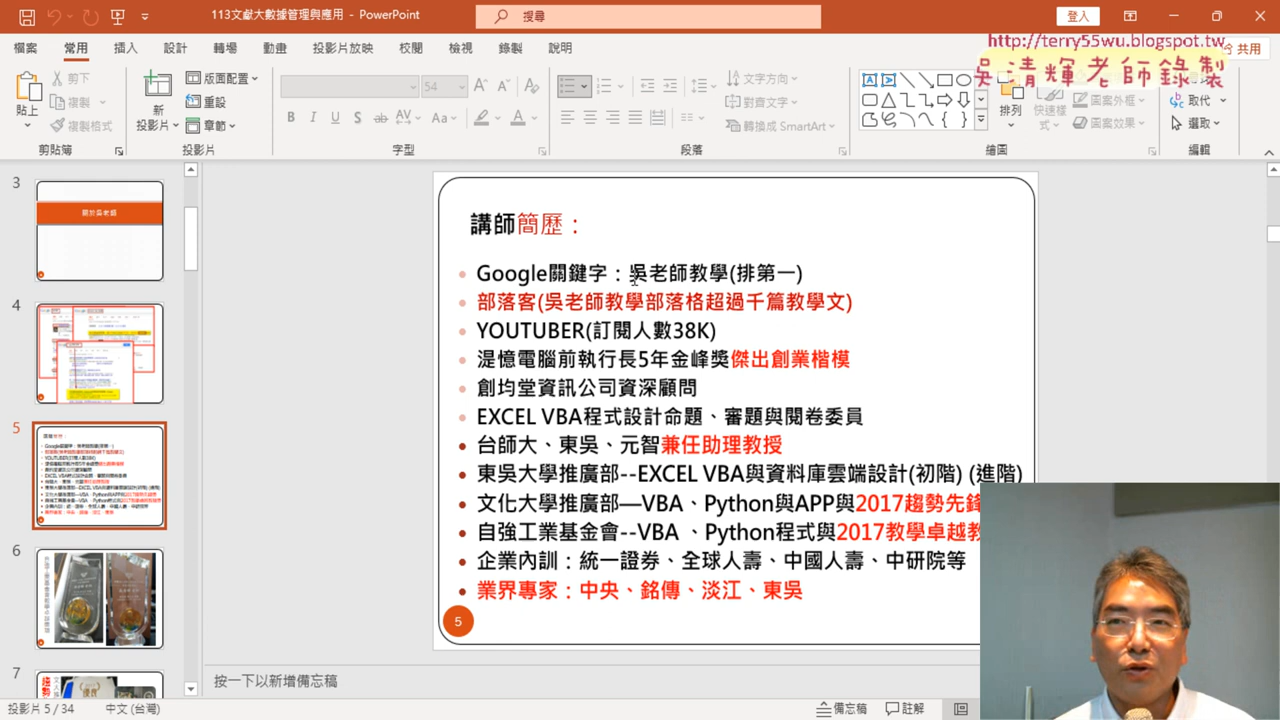 113文獻大數據管理與應用 - PowerPoint
搜尋
登入
檔案 常用 插入 設計 轉場 動畫 投影片放映 校閱 檢視 錄製 說明
共用
http://terry55wu.blogspot.tw
吳清輝老師錄製
貼上
剪下
複製
複製格式
剪貼簿
新
投影片
版面配置
重設
章節
投影片
54
B I U S ab AV Aa A
字型
文字方向
對齊文字
轉換成 SmartArt
段落
排列
快速樣
式
圖案外框
圖案效果
繪圖
取代
選取
編輯
3
關於吳老師
4
5
6
7
講師簡歷：
Google關鍵字：吳老師教學(排第一)
部落客(吳老師教學部落格超過千篇教學文)
YOUTUBER(訂閱人數38K)
湜憶電腦前執行長5年金峰獎傑出創業楷模
創均堂資訊公司資深顧問
EXCEL VBA程式設計命題、審題與閱卷委員
台師大、東吳、元智兼任助理教授
東吳大學推廣部--EXCEL VBA與資料庫雲端設計(初階) (進階)
文化大學推廣部—VBA、Python與APP與2017趨勢先鋒
自強工業基金會--VBA 、Python程式與2017教學卓越教
企業內訓：統一證券、全球人壽、中國人壽、中研院等
業界專家：中央、銘傳、淡江、東吳
5
按一下以新增備忘稿
投影片 5 / 34 中文 (台灣) 備忘稿 註解